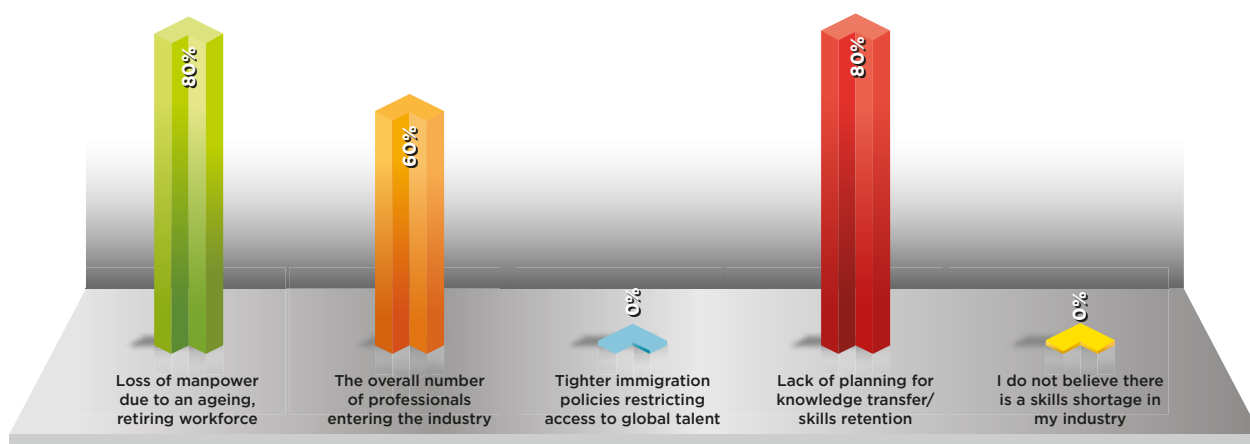 80%
60%
0%
80%
0%
Loss of manpower
due to an ageing,
retiring workforce
The overall number
of professionals
entering the industry
Tighter immigration
policies restricting
access to global talent
Lack of planning for
knowledge transfer/
skills retention
I do not believe there
is a skills shortage in
my industry